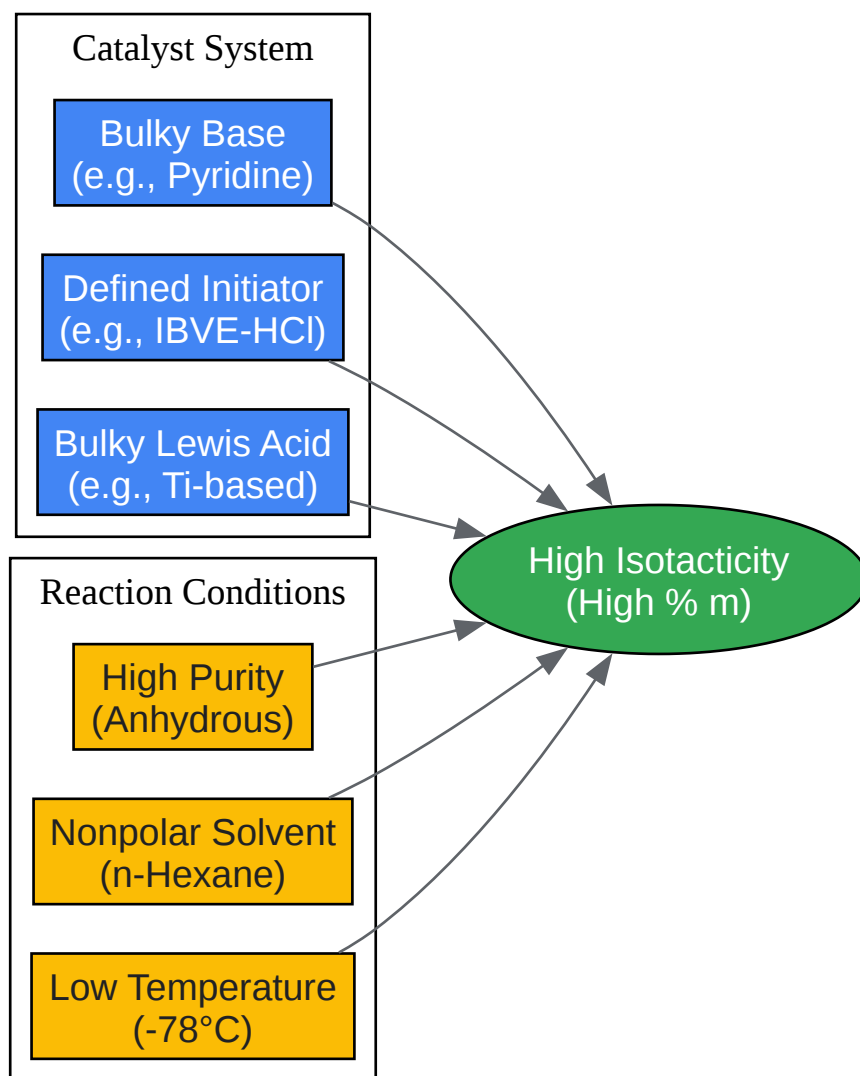 Catalyst System
Bulky Base
(e.g., Pyridine)
Defined Initiator
(e.g., IBVE-HCl)
Bulky Lewis Acid
(e.g., Ti-based)
High Isotacticity
(High % m)
Reaction Conditions
High Purity
(Anhydrous)
Nonpolar Solvent
(n-Hexane)
Low Temperature
(-78°C)